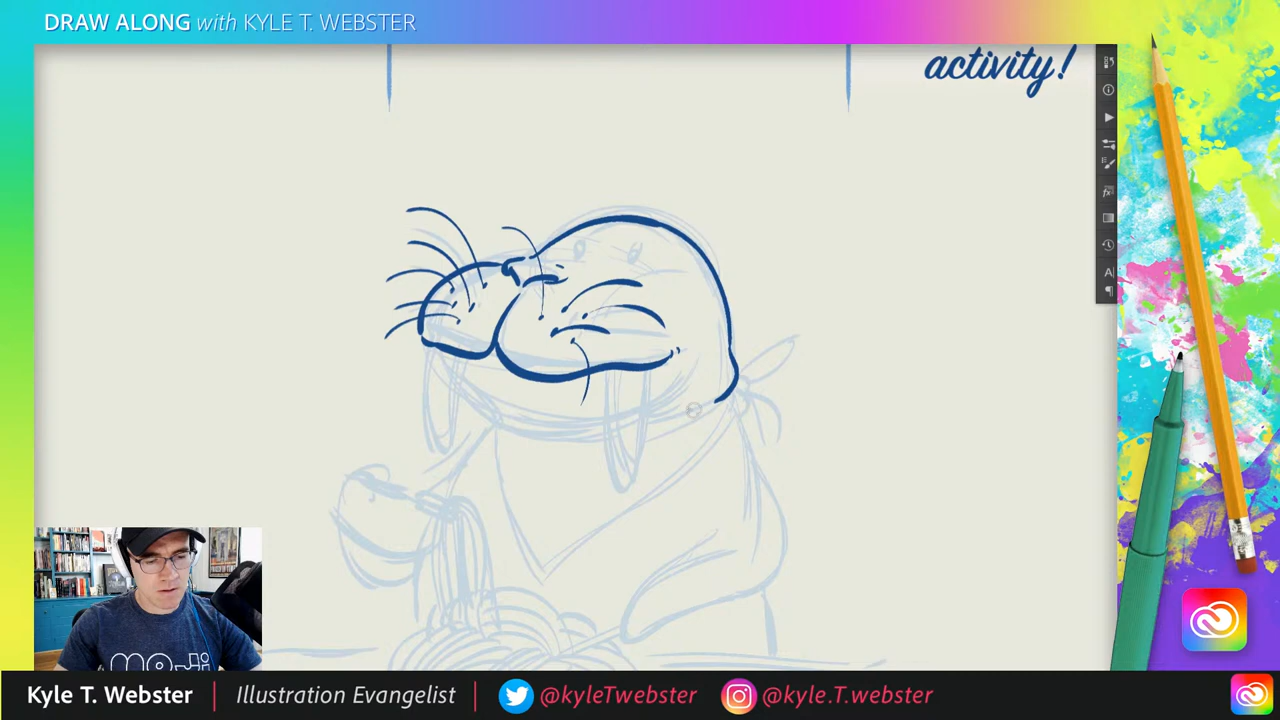 DRAW ALONG with KYLE T. WEBSTER
activity!
Kyle T. Webster | Illustration Evangelist | @kyleTwebster @kyle.T.webster